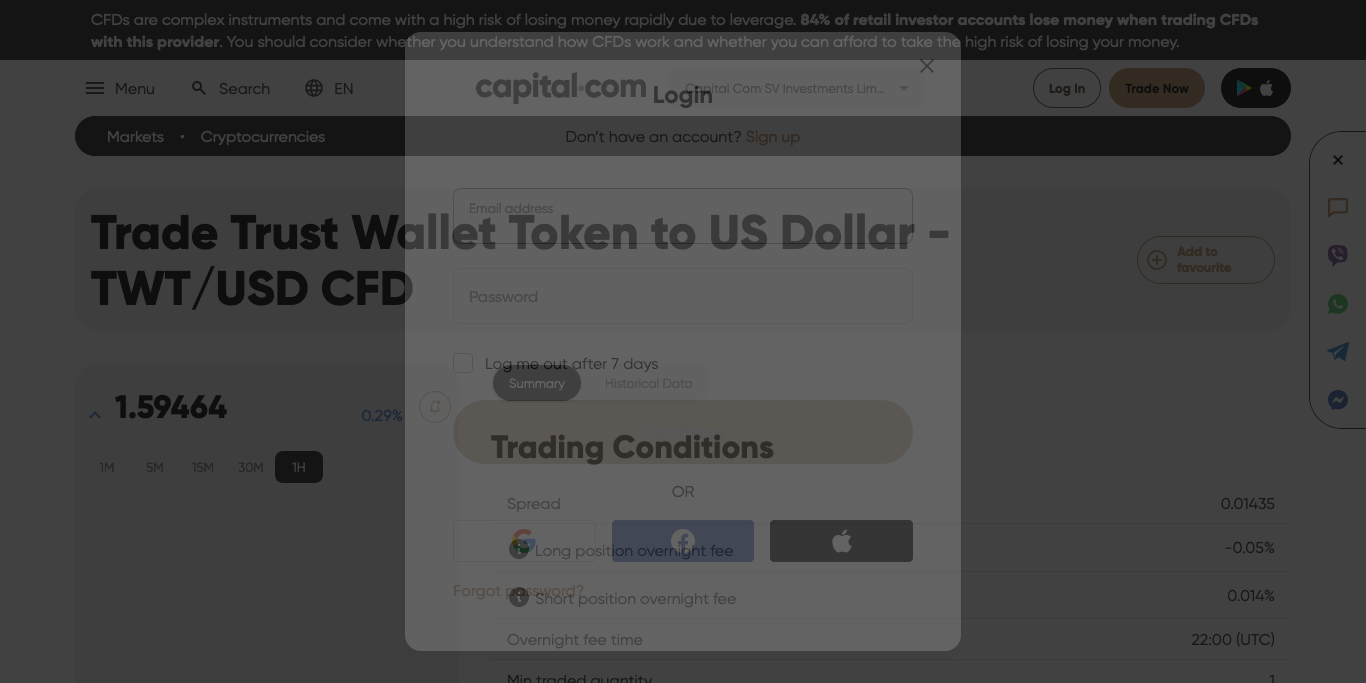 CFDs are complex instruments and come with a high risk of losing money rapidly due to leverage. 84% of retail investor accounts lose money when trading CFDs
with this provider. You should consider whether you understand how CFDs work and whether you can afford to take the high risk of losing your money.
Menu
Search
EN
capital.com
Capital Com SV Investments Lim...
Login
Log In
Trade Now
Markets • Cryptocurrencies
Don't have an account? Sign up
Email address
Trade Trust Wallet Token to US Dollar -
TWT/USD CFD
Add to
favourite
Password
Log me out after 7 days
Summary
Historical Data
1.59464
0.29%
Trading Conditions
1M
5M
15M
30M
1H
OR
Spread
0.01435
Long position overnight fee
-0.05%
Forgot password?
Short position overnight fee
0.014%
Overnight fee time
22:00 (UTC)
Min traded quantity
1